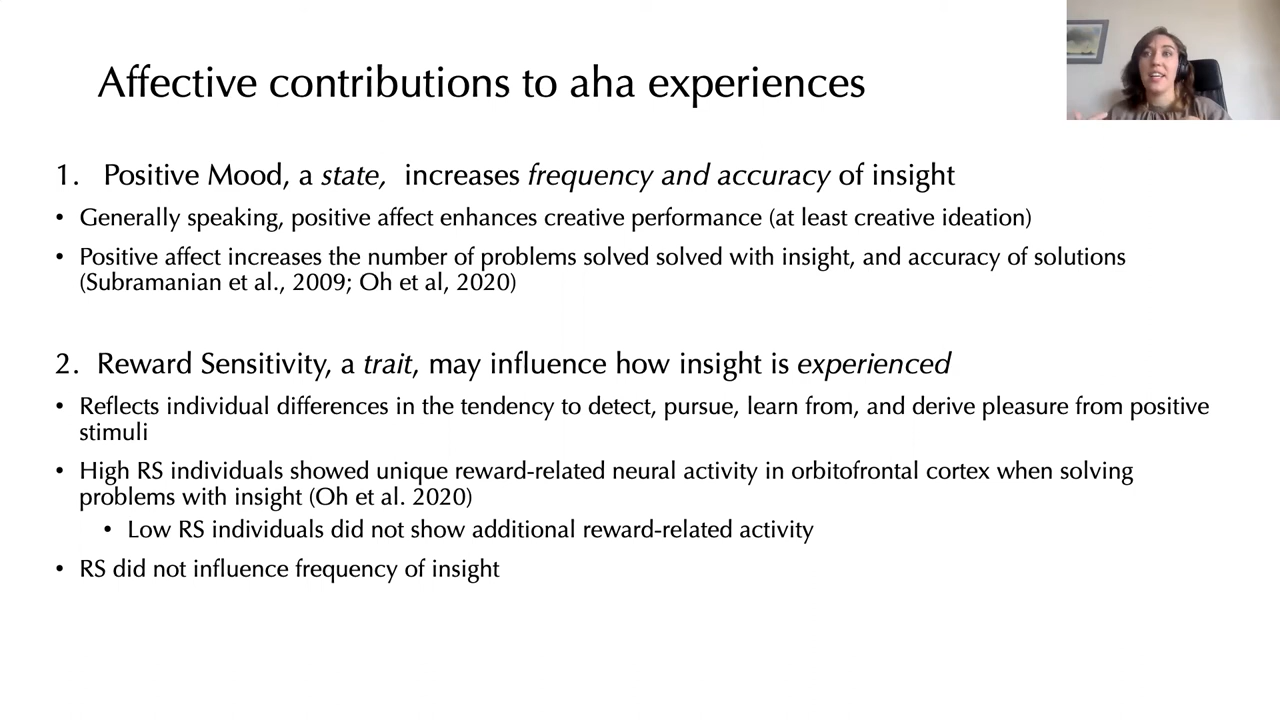 Affective contributions to aha experiences
1. Positive Mood, a state, increases frequency and accuracy of insight
• Generally speaking, positive affect enhances creative performance (at least creative ideation)
• Positive affect increases the number of problems solved solved with insight, and accuracy of solutions
(Subramanian et al., 2009; Oh et al, 2020)
2. Reward Sensitivity, a trait, may influence how insight is experienced
• Reflects individual differences in the tendency to detect, pursue, learn from, and derive pleasure from positive
stimuli
• High RS individuals showed unique reward-related neural activity in orbitofrontal cortex when solving
problems with insight (Oh et al. 2020)
• Low RS individuals did not show additional reward-related activity
• RS did not influence frequency of insight